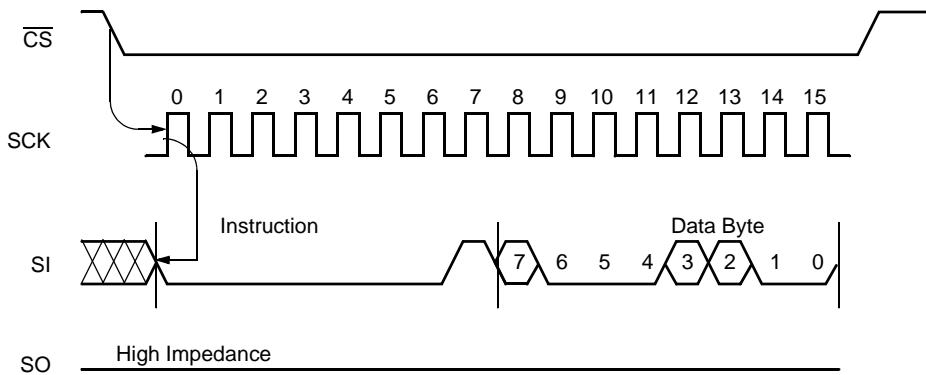 CS
0 1 2 3 4 5 6 7 8 9 10 11 12 13 14 15
SCK
Instruction Data Byte
SI 7 6 5 4 3 2 1 0
High Impedance
SO